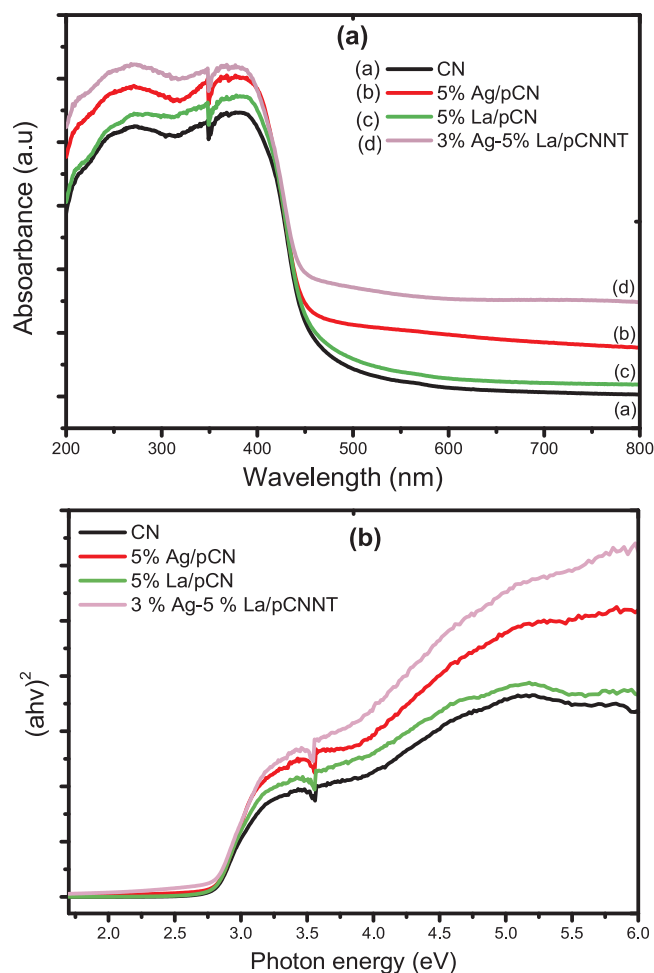 (a)
(a) CN
(b) 5% Ag/pCN
(c) 5% La/pCN
(d) 3% Ag-5% La/pCNNT
Absoarbance (a.u)
(d)
(b)
(c)
(a)
200 300 400 500 600 700 800
Wavelength (nm)
(b)
CN
5% Ag/pCN
5% La/pCN
3 % Ag-5 % La/pCNNT
(ahv)²
2.0 2.5 3.0 3.5 4.0 4.5 5.0 5.5 6.0
Photon energy (eV)